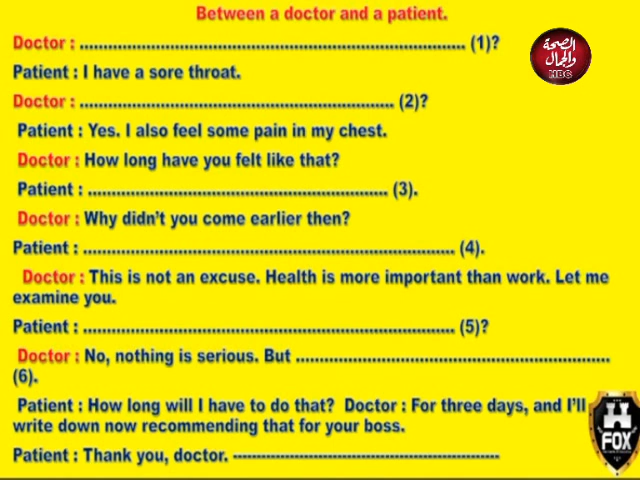 Between a doctor and a patient.
Doctor : ................................................................................. (1)?
الصحة
والجمال
MBC
Patient : I have a sore throat.
Doctor : .................................................................. (2)?
Patient : Yes. I also feel some pain in my chest.
Doctor : How long have you felt like that?
Patient : ............................................................... (3).
Doctor : Why didn't you come earlier then?
Patient : .............................................................................. (4).
Doctor : This is not an excuse. Health is more important than work. Let me
examine you.
Patient : .............................................................................. (5)?
Doctor : No, nothing is serious. But ..................................................................
(6).
Patient : How long will I have to do that? Doctor : For three days, and I'll
write down now recommending that for your boss.
FOX
Patient : Thank you, doctor. --------------------------------------------------------